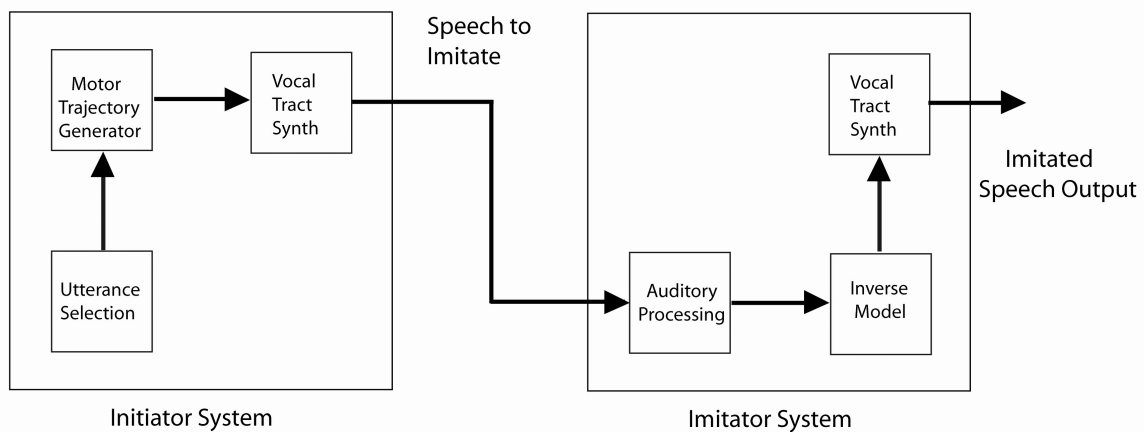 Speech to
Imitate
Motor
Trajectory
Generator
Vocal
Tract
Synth
Utterance
Selection
Initiator System
Vocal
Tract
Synth
Imitated
Speech Output
Auditory
Processing
Inverse
Model
Imitator System